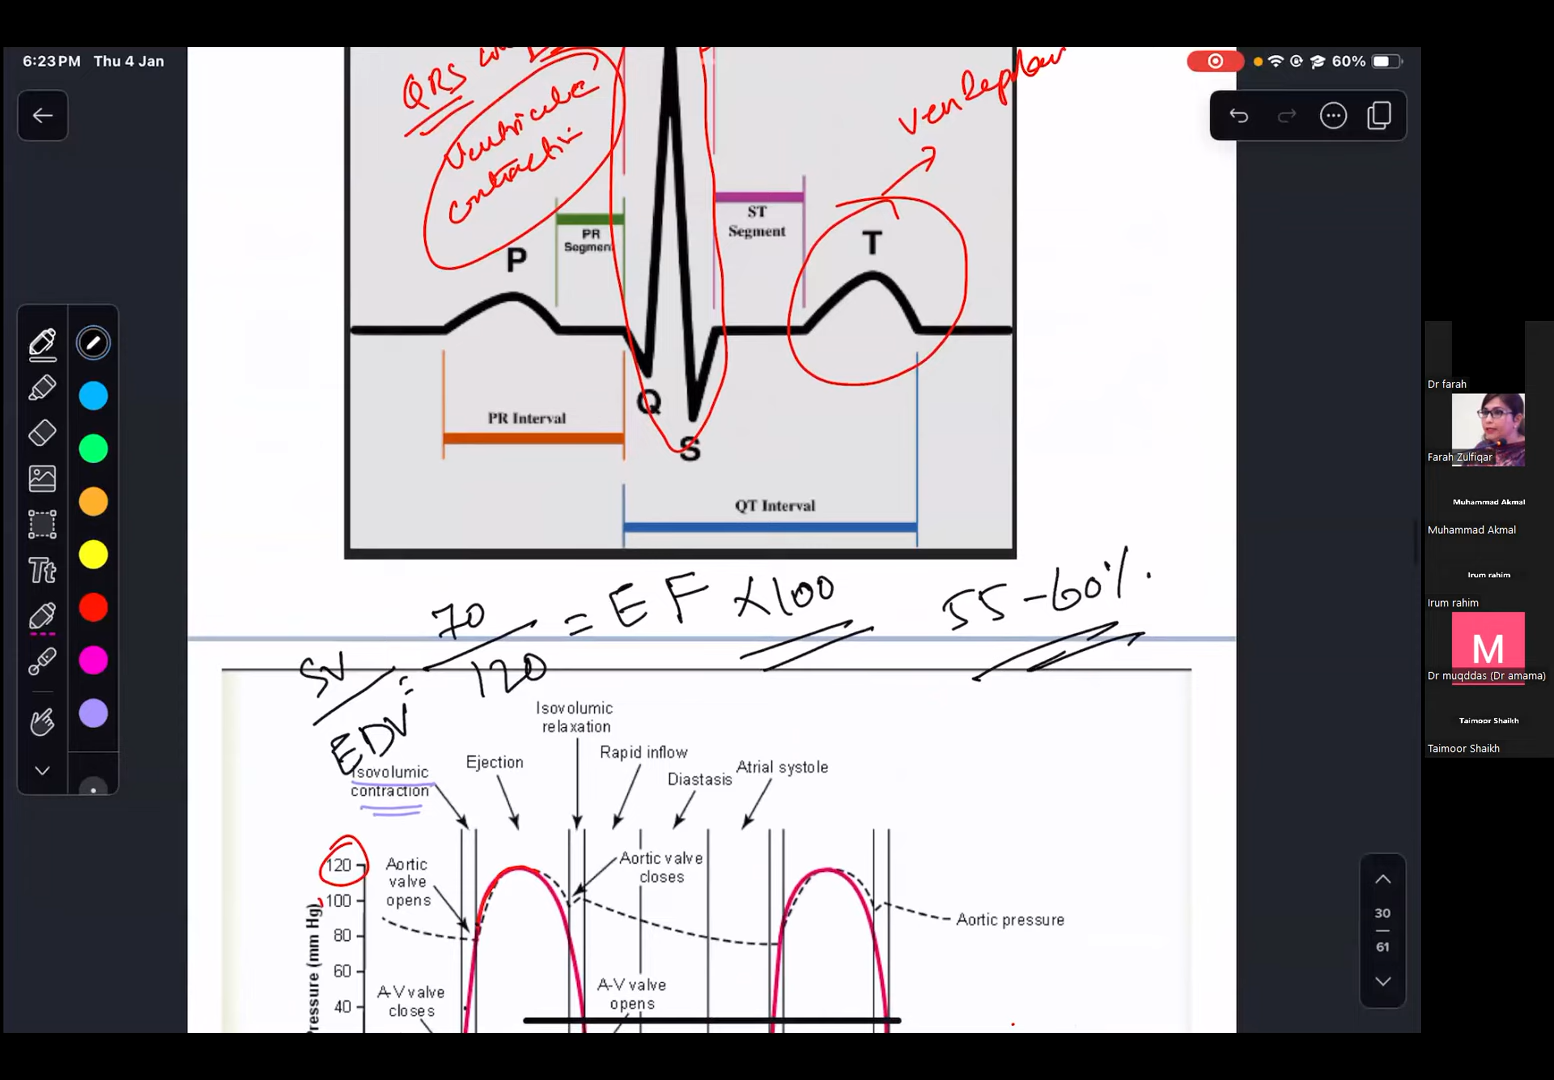 6:23 PM Thu 4 Jan
60%
QRS
Ventricular
contraction
P
PR
Segment
ST
Segment
T
Q
S
PR Interval
QT Interval
SV
EDV
=
70
120
= EF ×100
55-60%.
Isovolumic
relaxation
Ejection
Rapid inflow
Isovolumic
contraction
Diastasis
Atrial systole
120
100
80
60
40
Pressure (mm Hg)
Aortic
valve
opens
Aortic valve
closes
Aortic pressure
A-V valve
closes
A-V valve
opens
Tt
30
61
Dr farah
Farah Zulfiqar
Muhammad Akmal
Muhammad Akmal
Irum rahim
Irum rahim
M
Dr muqddas (Dr amama)
Taimoor Shaikh
Taimoor Shaikh